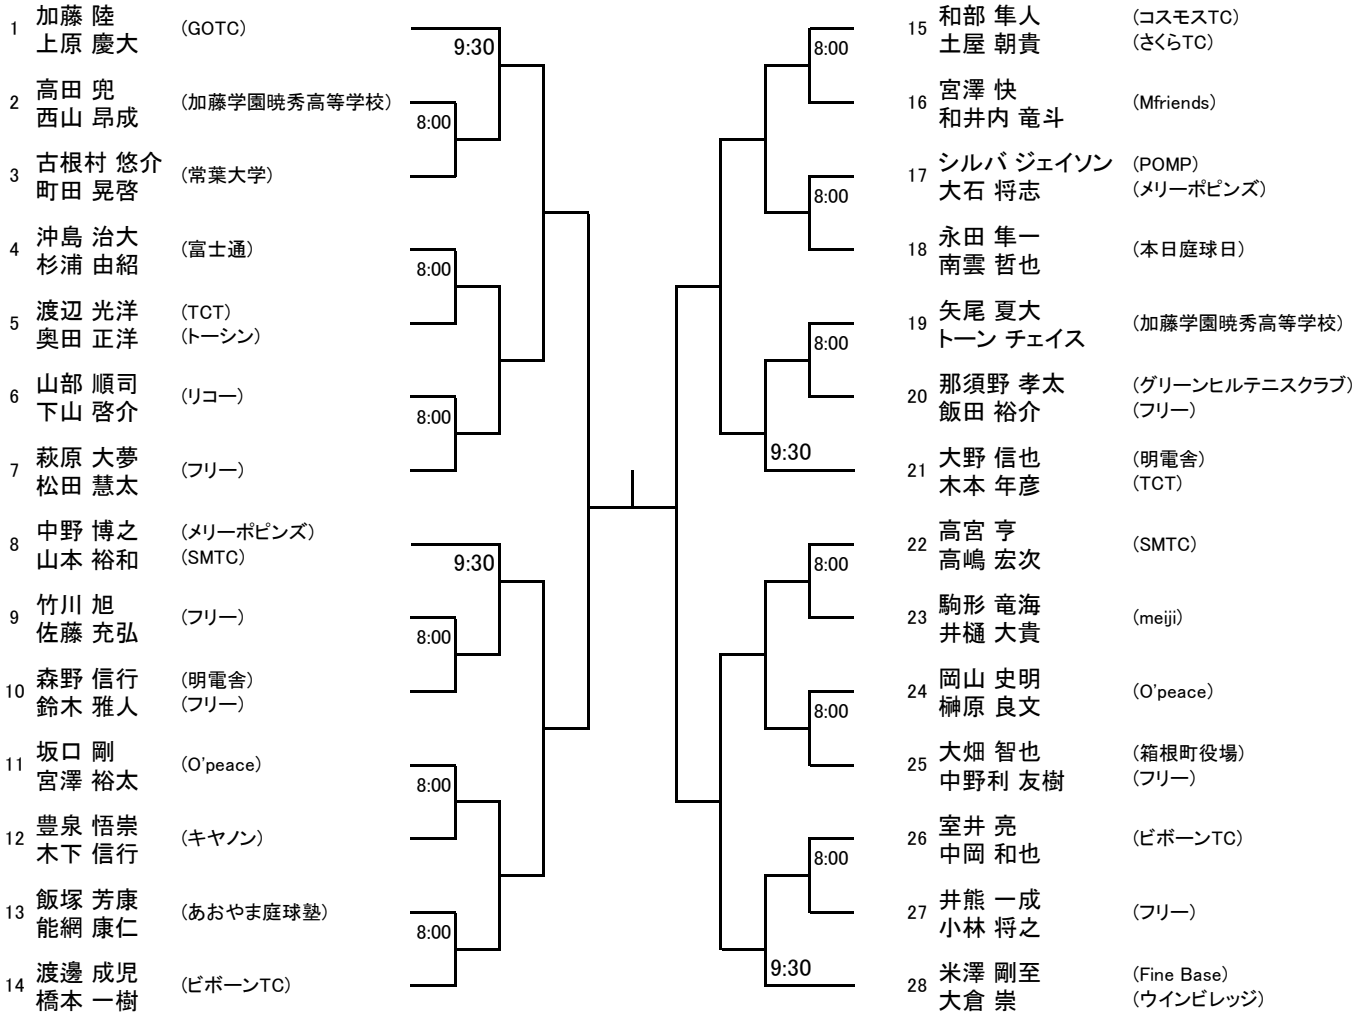 1 加藤 陸 (GOTC)
上原 慶大
9:30
2 高田 兜 (加藤学園暁秀高等学校)
西山 昂成
8:00
3 古根村 悠介 (常葉大学)
町田 晃啓
4 沖島 治大 (富士通)
杉浦 由紹
8:00
5 渡辺 光洋 (TCT)
奥田 正洋 (トーシン)
6 山部 順司 (リコー)
下山 啓介
8:00
7 萩原 大夢 (フリー)
松田 慧太
8 中野 博之 (メリーポピンズ)
山本 裕和 (SMTC)
9:30
9 竹川 旭 (フリー)
佐藤 充弘
8:00
10 森野 信行 (明電舎)
鈴木 雅人 (フリー)
11 坂口 剛 (O'peace)
宮澤 裕太
8:00
12 豊泉 悟崇 (キヤノン)
木下 信行
13 飯塚 芳康 (あおやま庭球塾)
能網 康仁
8:00
14 渡邊 成児 (ビボーンTC)
橋本 一樹
15 和部 隼人 (コスモスTC)
土屋 朝貴 (さくらTC)
8:00
16 宮澤 快 (Mfriends)
和井内 竜斗
17 シルバ ジェイソン (POMP)
大石 将志 (メリーポピンズ)
8:00
18 永田 隼一 (本日庭球日)
南雲 哲也
19 矢尾 夏大 (加藤学園暁秀高等学校)
トーン チェイス
8:00
20 那須野 孝太 (グリーンヒルテニスクラブ)
飯田 裕介 (フリー)
9:30
21 大野 信也 (明電舎)
木本 年彦 (TCT)
22 高宮 亨 (SMTC)
高嶋 宏次
8:00
23 駒形 竜海 (meiji)
井樋 大貴
24 岡山 史明 (O'peace)
榊原 良文
8:00
25 大畑 智也 (箱根町役場)
中野利 友樹 (フリー)
26 室井 亮 (ビボーンTC)
中岡 和也
8:00
27 井熊 一成 (フリー)
小林 将之
9:30
28 米澤 剛至 (Fine Base)
大倉 崇 (ウインビレッジ)